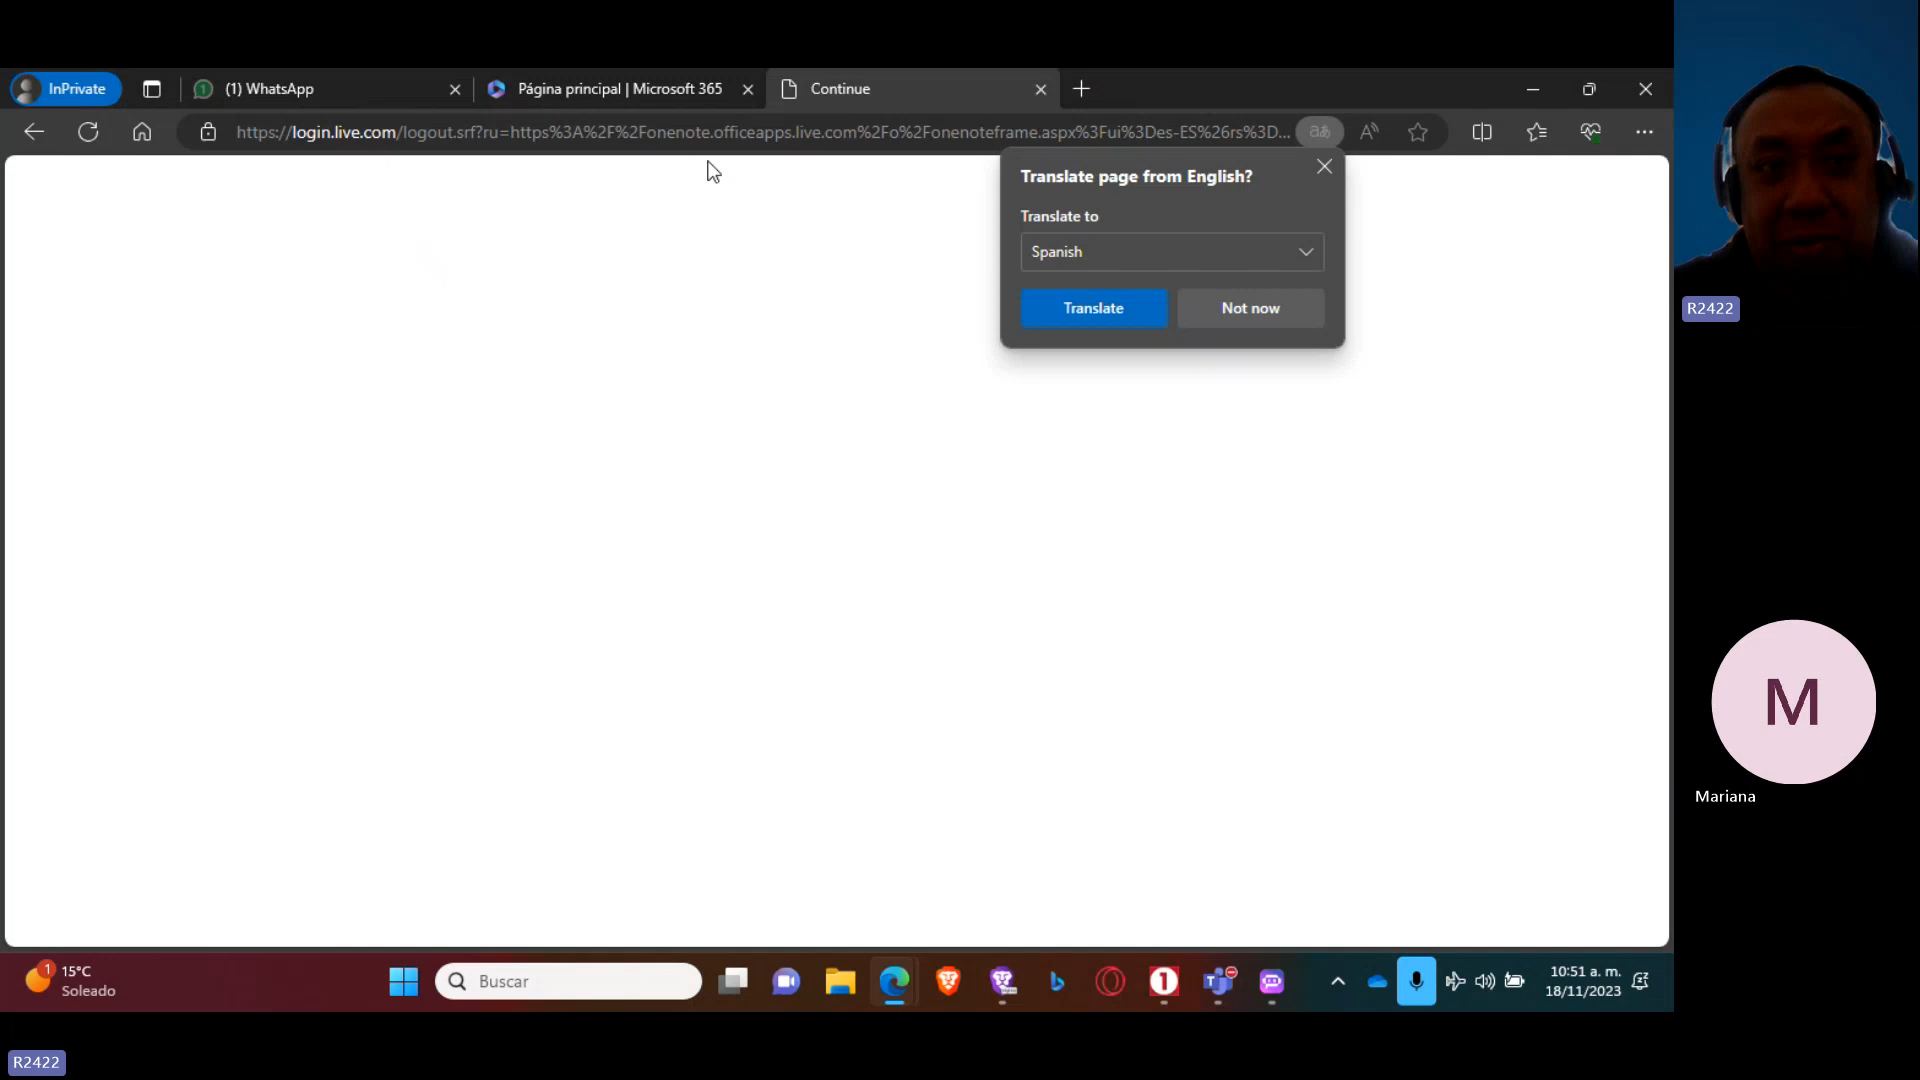 InPrivate
(1) WhatsApp
Página principal | Microsoft 365
Continue
https://login.live.com/logout.srf?ru=https%3A%2F%2Fonenote.officeapps.live.com%2Fo%2Fonenoteframe.aspx%3Fui%3Des-ES%26rs%3D...
Translate page from English?
Translate to
Spanish
Translate
Not now
R2422
M
Mariana
1
15°C
Soleado
Buscar
10:51 a. m.
18/11/2023
R2422